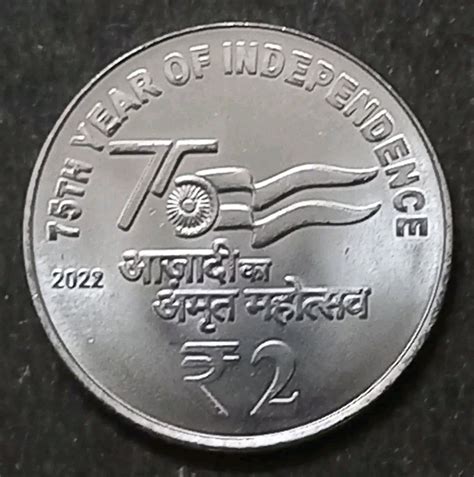 75TH YEAR OF INDEPENDENCE
75
2022
आज़ादी का
अमृत महोत्सव
₹ 2